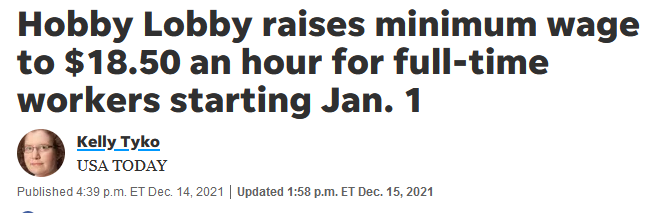 Hobby Lobby raises minimum wage
to $18.50 an hour for full-time
workers starting Jan. 1
Kelly Tyko
USA TODAY
Published 4:39 p.m. ET Dec. 14, 2021 | Updated 1:58 p.m. ET Dec. 15, 2021